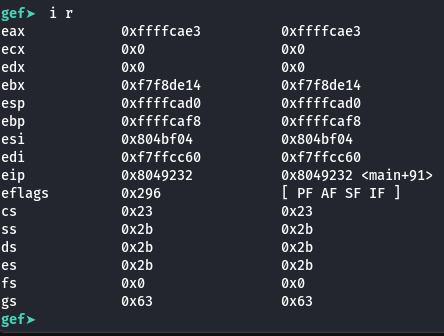 gef➤ i r
eax 0xffffcae3 0xffffcae3
ecx 0x0 0x0
edx 0x0 0x0
ebx 0xf7f8de14 0xf7f8de14
esp 0xffffcad0 0xffffcad0
ebp 0xffffcaf8 0xffffcaf8
esi 0x804bf04 0x804bf04
edi 0xf7ffcc60 0xf7ffcc60
eip 0x8049232 0x8049232 <main+91>
eflags 0x296 [ PF AF SF IF ]
cs 0x23 0x23
ss 0x2b 0x2b
ds 0x2b 0x2b
es 0x2b 0x2b
fs 0x0 0x0
gs 0x63 0x63
gef➤